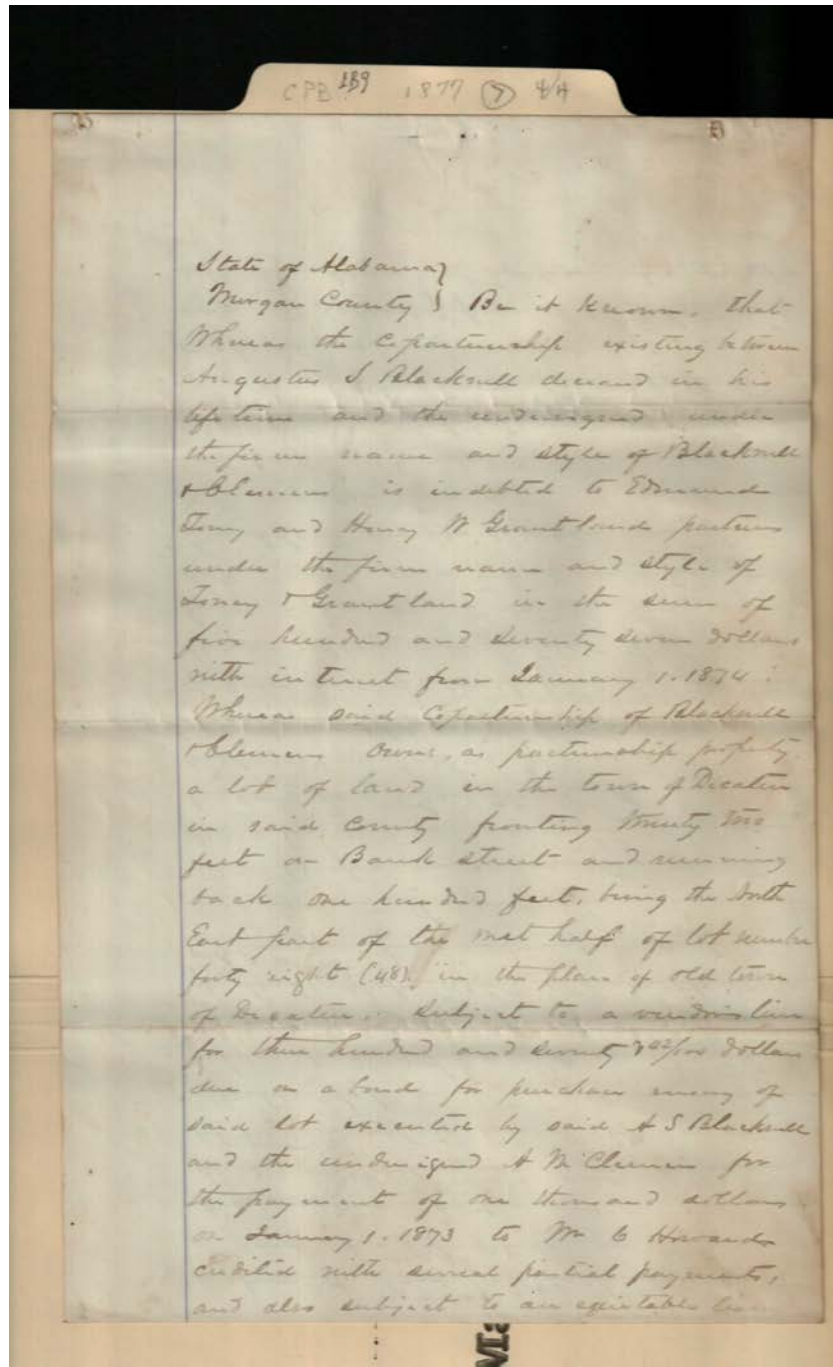 CPB 189 1877 (9) 4/4
State of Alabama }
Morgan County } Be it Known, that
Whereas the Copartnership existing between
Augustus S Blackwell deceased in his
life time and the undersigned under
the firm name and style of Blackwell
& Clemens is indebted to Edmund
Toney and Henry W Grantland partners
under the firm name and style of
Toney & Grantland in the sum of
five hundred and seventy seven dollars
with interest from January 1. 1874:
Whereas said Copartnership of Blackwell
& Clemens owns, as partnership property,
a lot of land in the town of Decatur
in said County fronting twenty two
feet on Bank street and running
back one hundred feet, being the North
East part of the west half of lot number
forty eight (48), in the plan of old town
of Decatur. Subject to a vendors lien
for three hundred and seventy dollars
due on a bond for purchase money of
said lot executed by said A S Blackwell
and the undersigned A M Clemens for
the payment of one thousand dollars
on January 1. 1873 to Wm C Howard
credited with several partial payments,
and also subject to an equitable lien
Ma